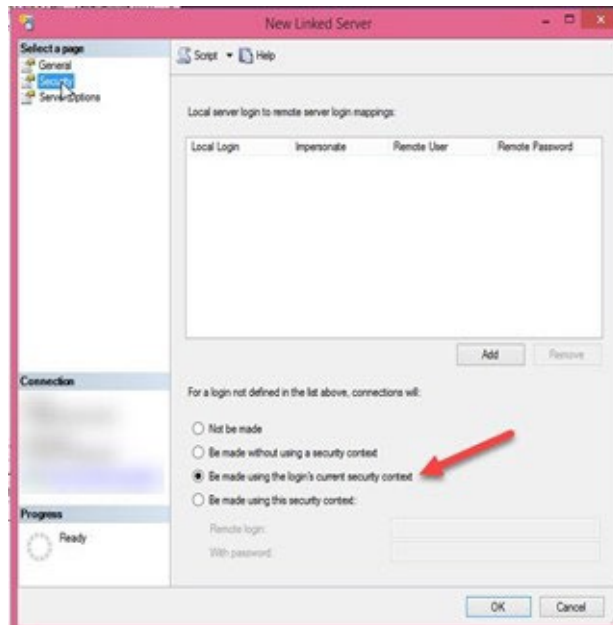 New Linked Server
Select a page
General
Security
Server Options
Script Help
Local server login to remote server login mappings:
Local Login Impersonate Remote User Remote Password
Add Remove
Connection
For a login not defined in the list above, connections will:
Not be made
Be made without using a security context
Be made using the login's current security context
Be made using this security context:
Remote login:
With password:
Progress
Ready
OK Cancel